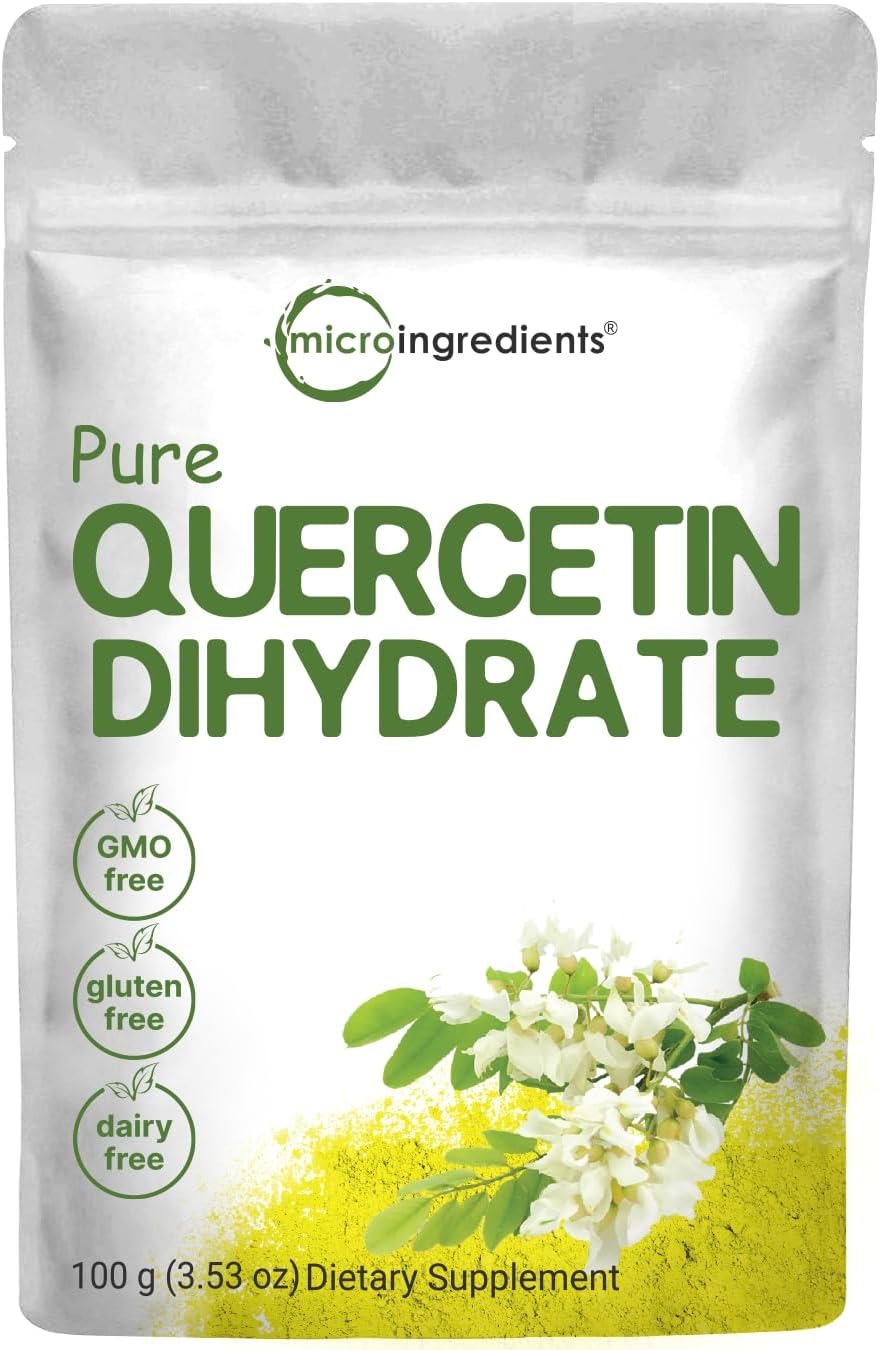 microingredients®
Pure
QUERCETIN
DIHYDRATE
GMO
free
gluten
free
dairy
free
100 g (3.53 oz) Dietary Supplement